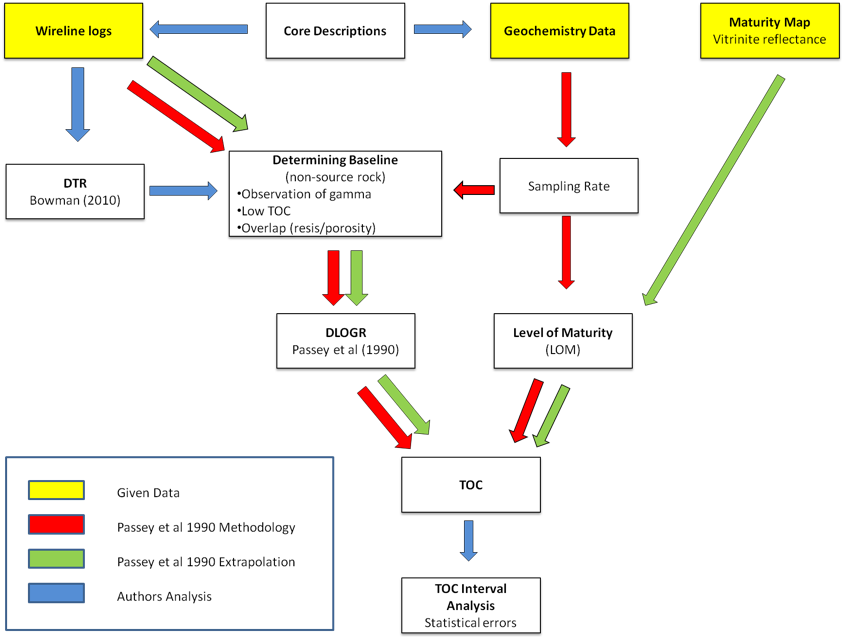 Wireline logs
Core Descriptions
Geochemistry Data
Maturity Map
Vitrinite reflectance
DTR
Bowman (2010)
Determining Baseline
(non-source rock)
•Observation of gamma
•Low TOC
•Overlap (resis/porosity)
Sampling Rate
DLOGR
Passey et al (1990)
Level of Maturity
(LOM)
TOC
TOC Interval
Analysis
Statistical errors
Given Data
Passey et al 1990 Methodology
Passey et al 1990 Extrapolation
Authors Analysis